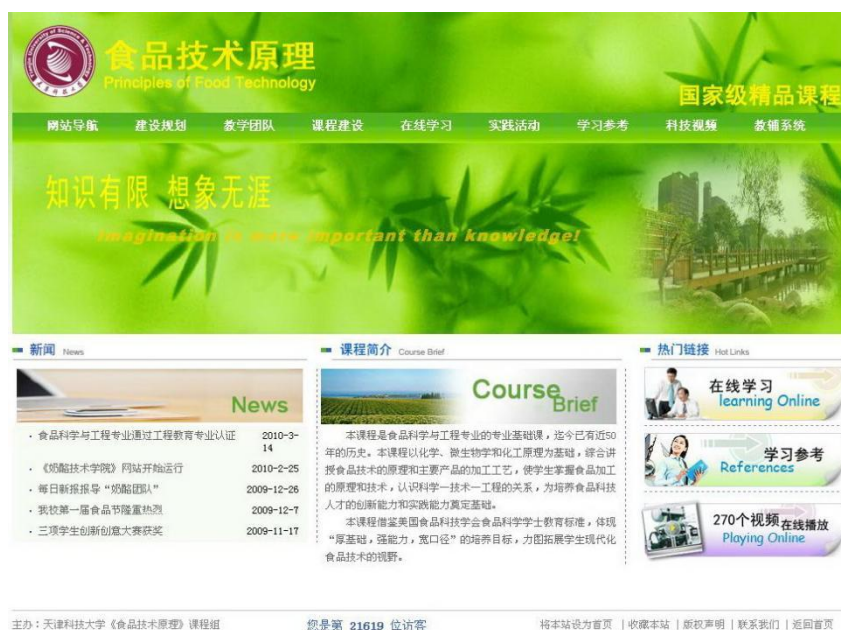 食品技术原理
Principles of Food Technology
国家级精品课程
网站导航 建设规划 教学团队 课程建设 在线学习 实践活动 学习参考 科技视频 教辅系统
知识有限 想象无涯
Imagination is more important than knowledge!
新闻 News
News
· 食品科学与工程专业通过工程教育专业认证 2010-3-
14
· 《奶酪技术学院》网站开始运行 2010-2-25
· 每日新报报导“奶酪团队” 2009-12-26
· 我校第一届食品节隆重热烈 2009-12-7
· 三项学生创新创意大赛获奖 2009-11-17
课程简介 Course Brief
Course Brief
本课程是食品科学与工程专业的专业基础课，迄今已有近50
年的历史。本课程以化学、微生物学和化工原理为基础，综合讲
授食品技术的原理和主要产品的加工工艺，使学生掌握食品加工
的原理和技术，认识科学—技术—工程的关系，为培养食品科技
人才的创新能力和实践能力奠定基础。
本课程借鉴美国食品科技学会食品科学学士教育标准，体现
“厚基础，强能力，宽口径”的培养目标，力图拓展学生现代化
食品技术的视野。
热门链接 Hot Links
在线学习
learning Online
学习参考
References
270个视频在线播放
Playing Online
主办：天津科技大学《食品技术原理》课程组
您是第 21619 位访客
将本站设为首页 | 收藏本站 | 版权声明 | 联系我们 | 返回首页